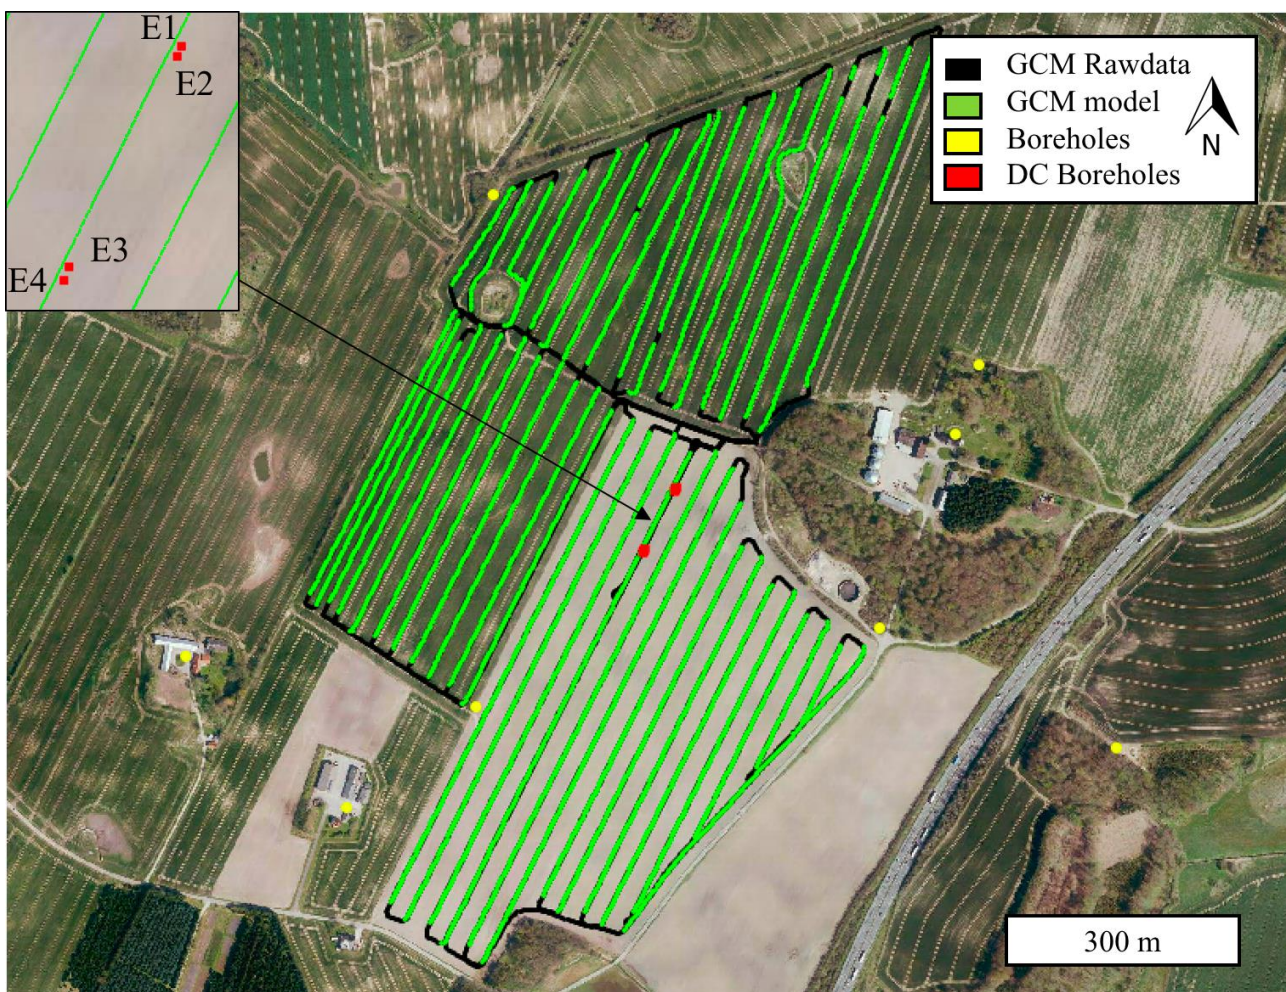 E1
E2
E3
E4
GCM Rawdata
GCM model
Boreholes
DC Boreholes
N
300 m